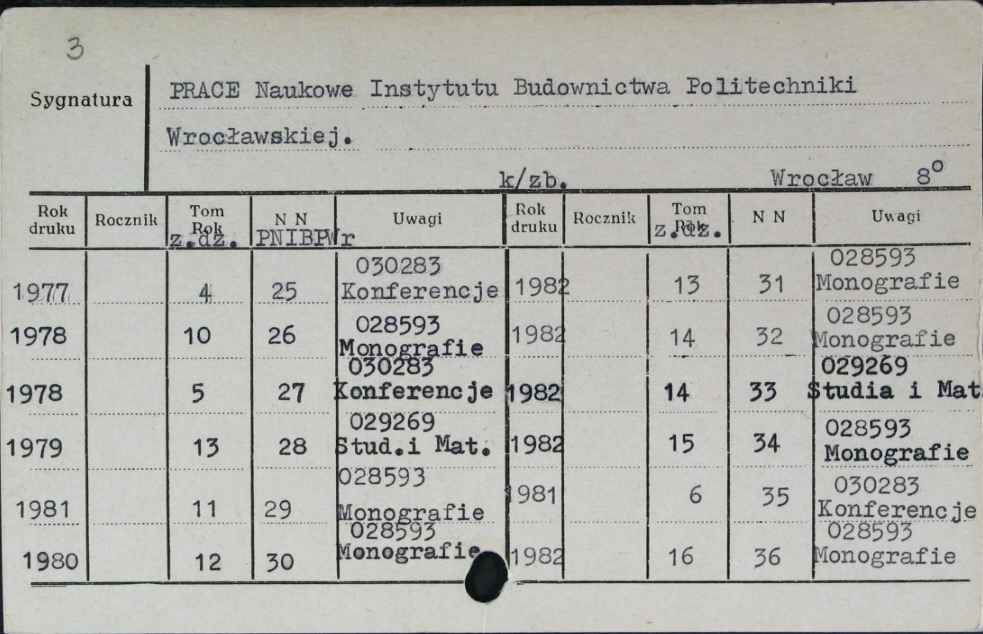 3
Sygnatura
PRACE Naukowe Instytutu Budownictwa Politechniki
Wrocławskiej.
k/zb. Wrocław 8°
Rok druku Rocznik Tom Rok z.dz. N N PNIBPWr Uwagi Rok druku Rocznik Tom Rok z.dz. N N Uwagi
1977 4 25 030283 Konferencje 1982 13 31 028593 Monografie
1978 10 26 028593 Monografie 1982 14 32 028593 Monografie
1978 5 27 030283 Konferencje 1982 14 33 029269 Studia i Mat.
1979 13 28 029269 Stud.i Mat. 1982 15 34 028593 Monografie
1981 11 29 028593 Monografie 1981 6 35 030283 Konferencje
1980 12 30 028593 Monografie 1982 16 36 028593 Monografie